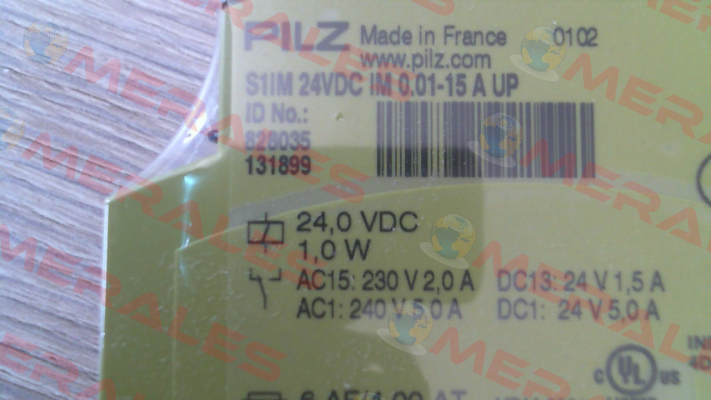 PILZ Made in France 0102
www.pilz.com
S1IM 24VDC IM 0.01-15 A UP
ID No.:
828035
131899
24,0 VDC
1,0 W
AC15: 230 V 2,0 A DC13: 24 V 1,5 A
AC1: 240 V 5,0 A DC1: 24 V 5,0 A
C UL US
MERALES